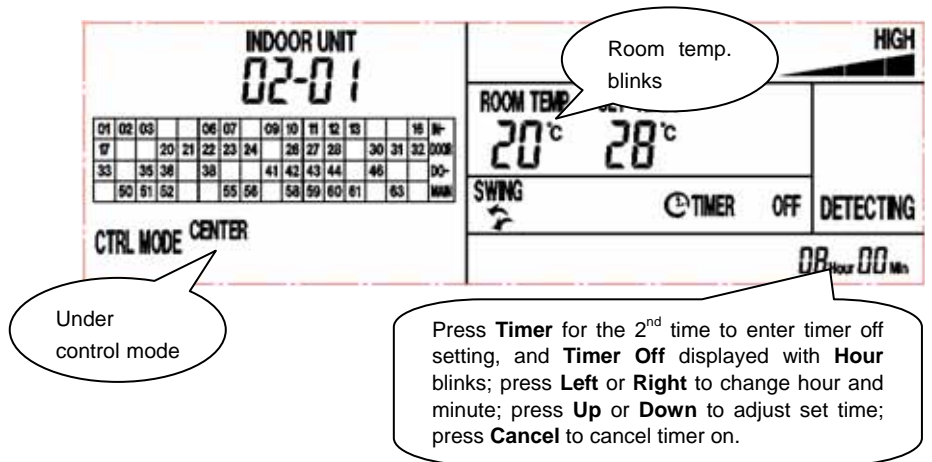 INDOOR UNIT
02-01
01 02 03 06 07 09 10 11 12 13 16 IN-
17 20 21 22 23 24 26 27 28 30 31 32 DOOR
33 35 36 38 41 42 43 44 46 DO-
50 51 52 55 56 58 59 60 61 63 MAIN
CTRL MODE CENTER
Under
control mode
Room temp.
blinks
HIGH
ROOM TEMP
20°C 28°C
SWING
TIMER OFF
DETECTING
08 Hour 00 Min
Press Timer for the 2nd time to enter timer off
setting, and Timer Off displayed with Hour
blinks; press Left or Right to change hour and
minute; press Up or Down to adjust set time;
press Cancel to cancel timer on.